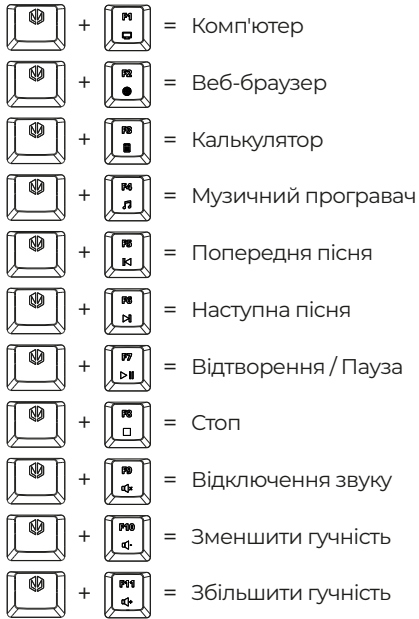 + F1 = Комп'ютер
+ F2 = Веб-браузер
+ F3 = Калькулятор
+ F4 = Музичний програвач
+ F5 = Попередня пісня
+ F6 = Наступна пісня
+ F7 = Відтворення / Пауза
+ F8 = Стоп
+ F9 = Відключення звуку
+ F10 = Зменшити гучність
+ F11 = Збільшити гучність